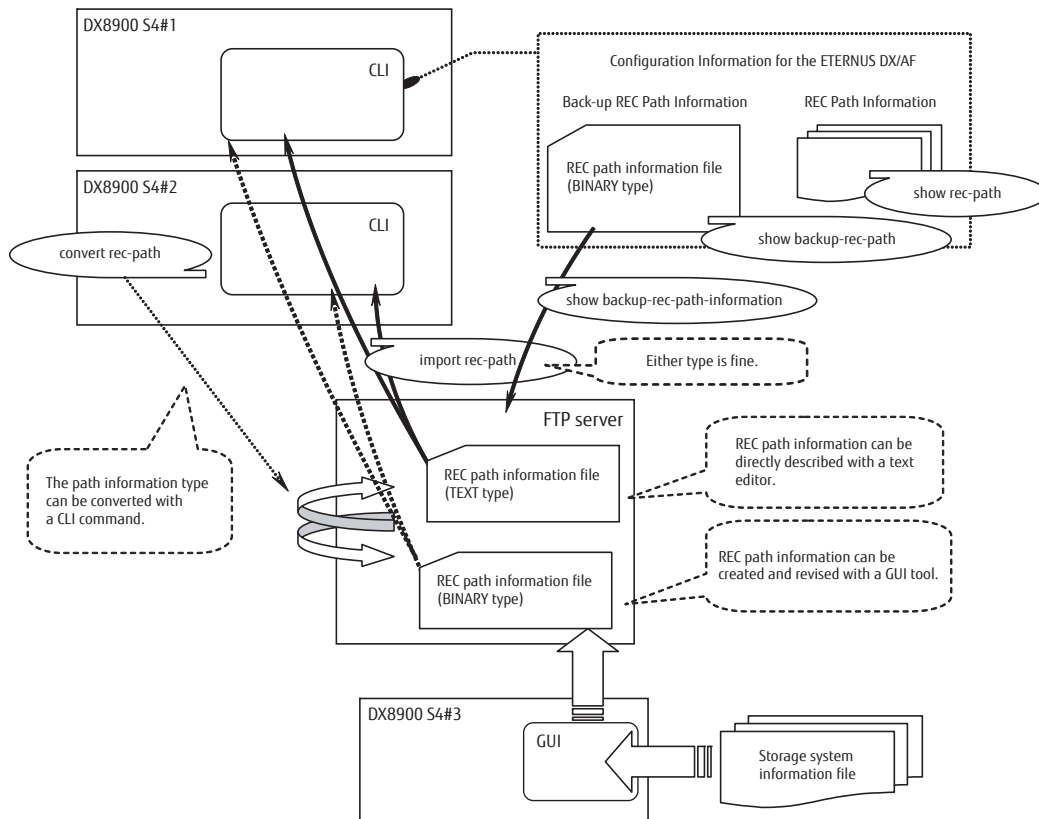 DX8900 S4#1
CLI
Configuration Information for the ETERNUS DX/AF
Back-up REC Path Information
REC Path Information
REC path information file
(BINARY type)
show rec-path
show backup-rec-path
DX8900 S4#2
CLI
convert rec-path
show backup-rec-path-information
import rec-path
Either type is fine.
FTP server
REC path information file
(TEXT type)
REC path information can be
directly described with a text
editor.
The path information type
can be converted with
a CLI command.
REC path information file
(BINARY type)
REC path information can be
created and revised with a GUI tool.
DX8900 S4#3
GUI
Storage system
information file